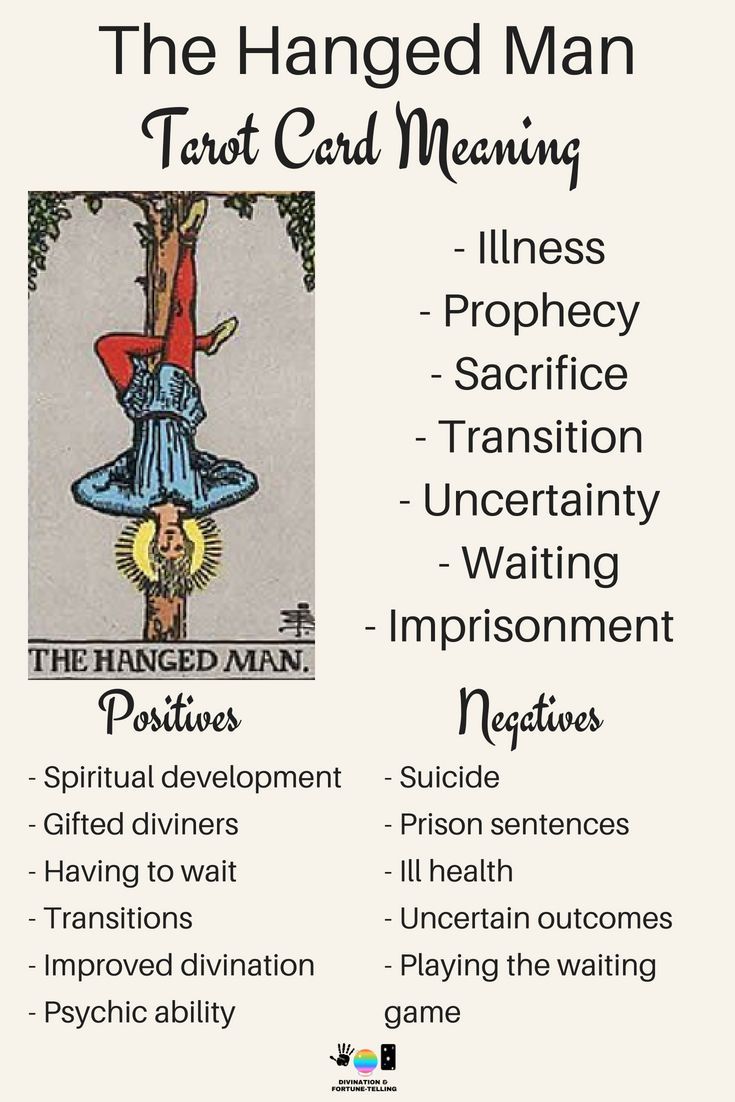 The Hanged Man
Tarot Card Meaning
- Illness
- Prophecy
- Sacrifice
- Transition
- Uncertainty
- Waiting
- Imprisonment
THE HANGED MAN.
Positives
- Spiritual development
- Gifted diviners
- Having to wait
- Transitions
- Improved divination
- Psychic ability
Negatives
- Suicide
- Prison sentences
- Ill health
- Uncertain outcomes
- Playing the waiting
game
DIVINATION &
FORTUNE-TELLING